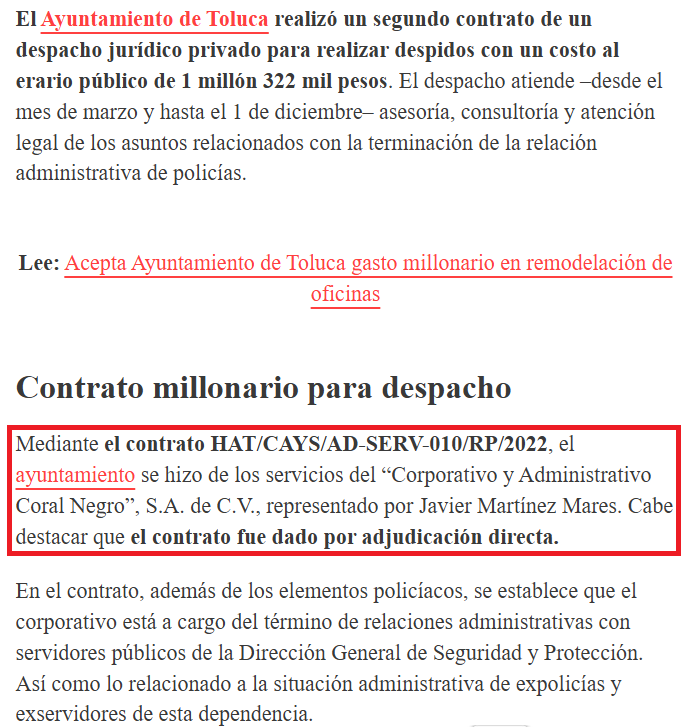 El Ayuntamiento de Toluca realizó un segundo contrato de un
despacho jurídico privado para realizar despidos con un costo al
erario público de 1 millón 322 mil pesos. El despacho atiende –desde el
mes de marzo y hasta el 1 de diciembre– asesoría, consultoría y atención
legal de los asuntos relacionados con la terminación de la relación
administrativa de policías.
Lee: Acepta Ayuntamiento de Toluca gasto millonario en remodelación de
oficinas
Contrato millonario para despacho
Mediante el contrato HAT/CAYS/AD-SERV-010/RP/2022, el
ayuntamiento se hizo de los servicios del “Corporativo y Administrativo
Coral Negro”, S.A. de C.V., representado por Javier Martínez Mares. Cabe
destacar que el contrato fue dado por adjudicación directa.
En el contrato, además de los elementos policíacos, se establece que el
corporativo está a cargo del término de relaciones administrativas con
servidores públicos de la Dirección General de Seguridad y Protección.
Así como lo relacionado a la situación administrativa de expolicías y
exservidores de esta dependencia.